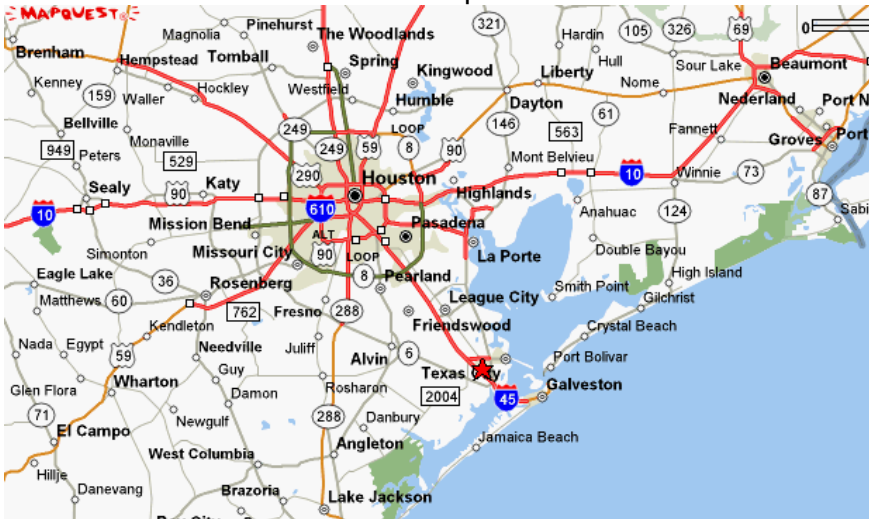 MAPQUEST
Magnolia
Pinehurst
The Woodlands
321
Hardin
105
326
69
0
Brenham
Hempstead
Tomball
Spring
Kingwood
Liberty
Hull
Sour Lake
Beaumont
Kenney
159
Waller
Hockley
Westfield
Humble
Dayton
Nome
Nederland
Port N
Bellville
Monaville
249
LOOP
146
563
61
Fannett
Groves
Port
949
Peters
529
249
59
8
90
Mont Belvieu
Sealy
90
Katy
290
Houston
Highlands
10
Winnie
73
87
10
Mission Bend
610
Pasadena
Anahuac
124
Sabi
Simonton
Missouri City
ALT
90
LOOP
La Porte
Double Bayou
Eagle Lake
36
Rosenberg
8
Pearland
Smith Point
High Island
Matthews
60
762
Fresno
288
League City
Gilchrist
Kendleton
Friendswood
Crystal Beach
Nada
Egypt
59
Needville
Juliff
Alvin
6
Port Bolivar
Glen Flora
Wharton
Guy
Rosharon
Texas City
Galveston
71
Damon
2004
45
El Campo
Newgulf
288
Danbury
Jamaica Beach
Hillje
West Columbia
Angleton
Danevang
Brazoria
Lake Jackson